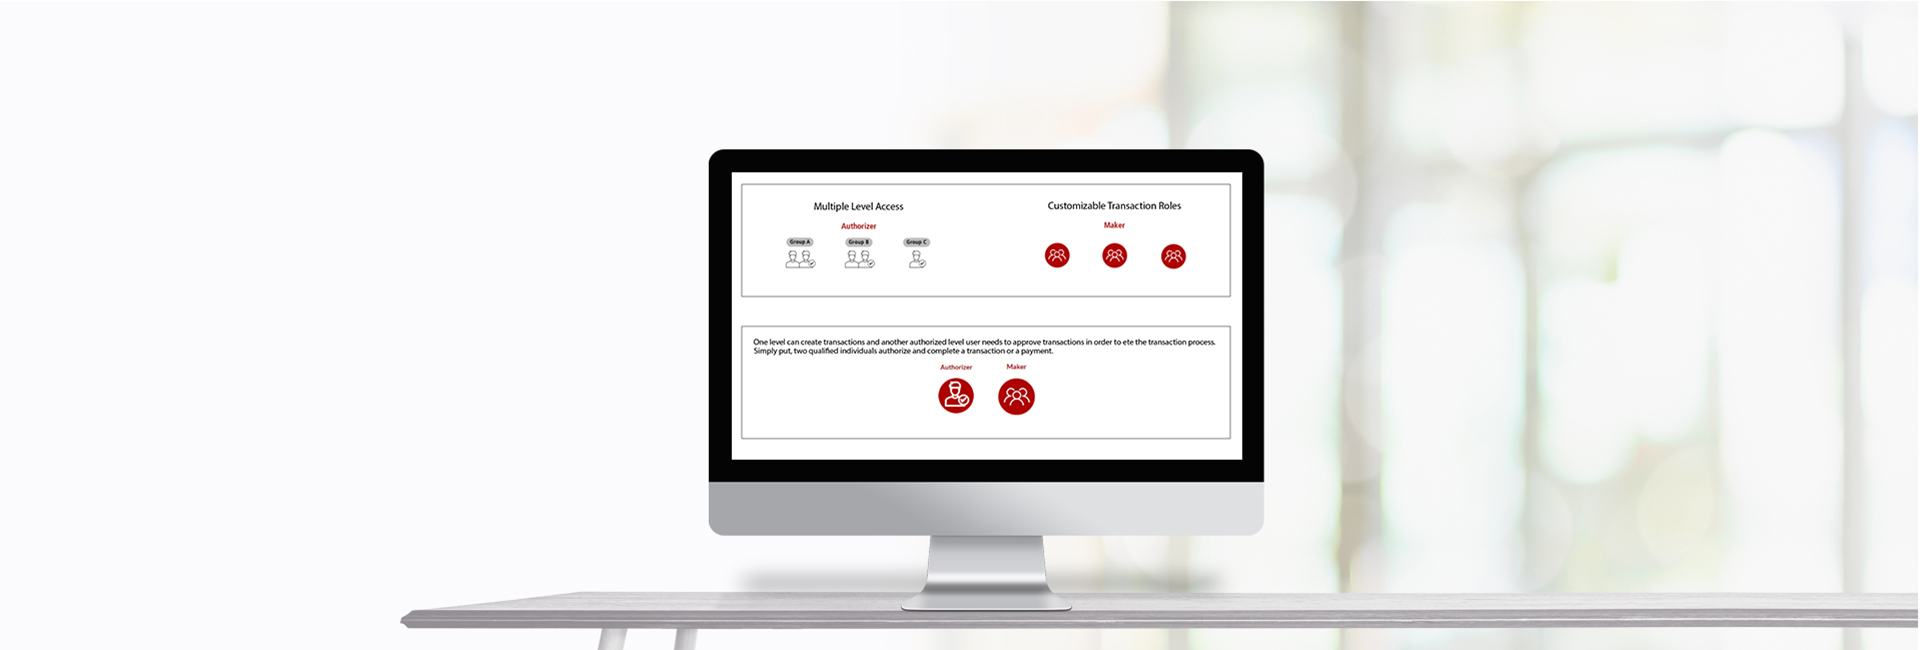 Multiple Level Access
Authorizer
Group A
Group B
Group C
Customizable Transaction Roles
Maker
One level can create transactions and another authorized level user needs to approve transactions in order to ete the transaction process.
Simply put, two qualified individuals authorize and complete a transaction or a payment.
Authorizer
Maker